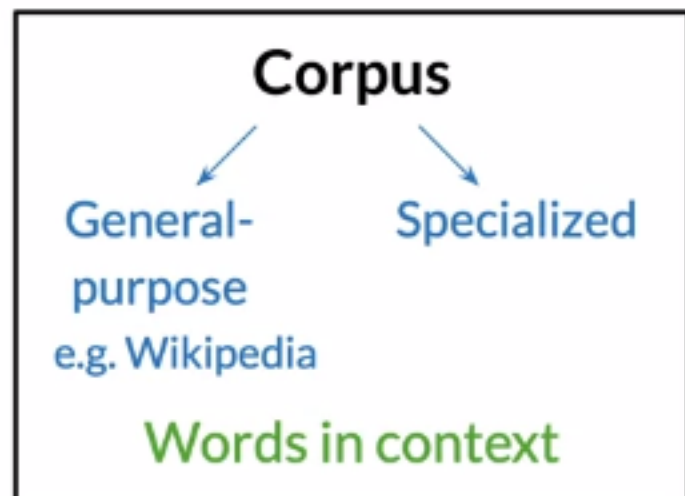 Corpus
General-
purpose
e.g. Wikipedia
Specialized
Words in context